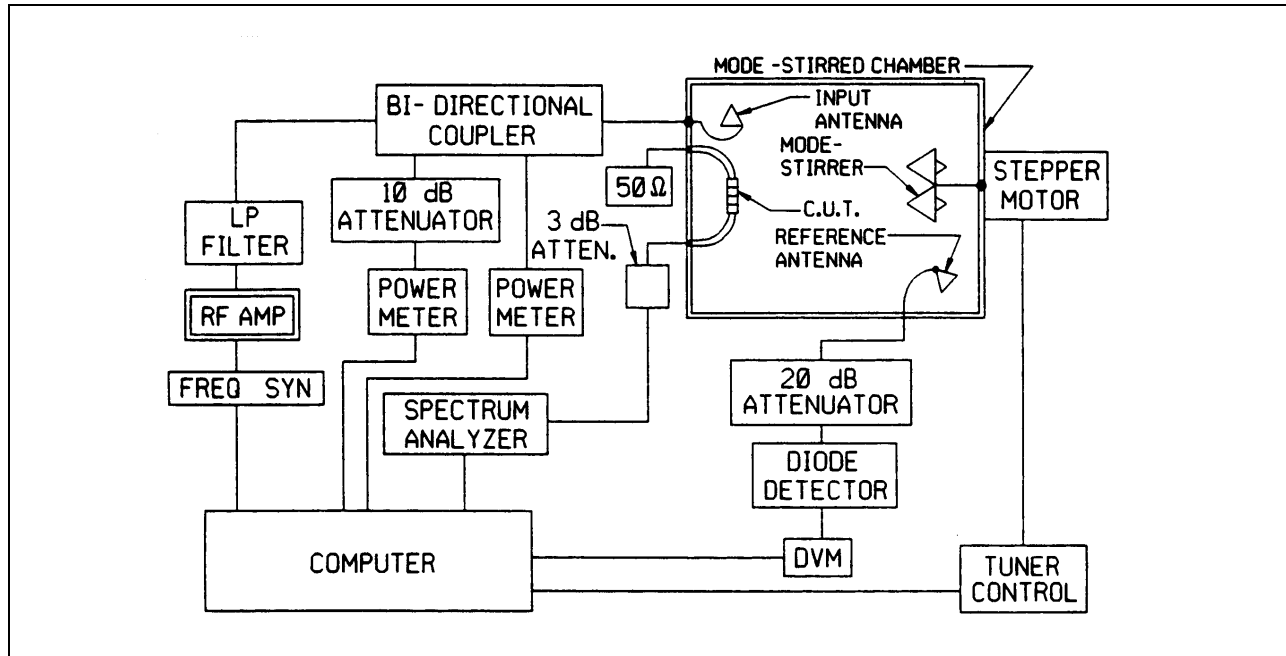 MODE -STIRRED CHAMBER
BI- DIRECTIONAL
COUPLER
INPUT
ANTENNA
MODE-
STIRRER
STEPPER
MOTOR
10 dB
ATTENUATOR
50Ω
C.U.T.
LP
FILTER
3 dB
ATTEN.
REFERENCE
ANTENNA
POWER
METER
POWER
METER
RF AMP
FREQ SYN
20 dB
ATTENUATOR
SPECTRUM
ANALYZER
DIODE
DETECTOR
COMPUTER
DVM
TUNER
CONTROL